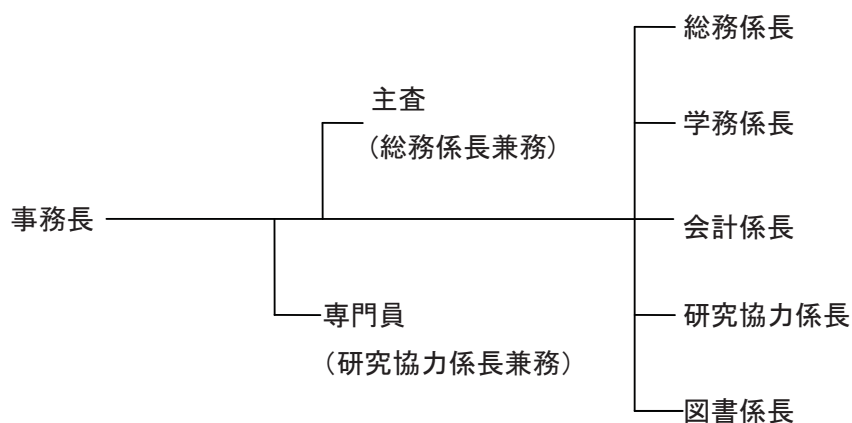 事務長
主査
（総務係長兼務）
専門員
（研究協力係長兼務）
総務係長
学務係長
会計係長
研究協力係長
図書係長